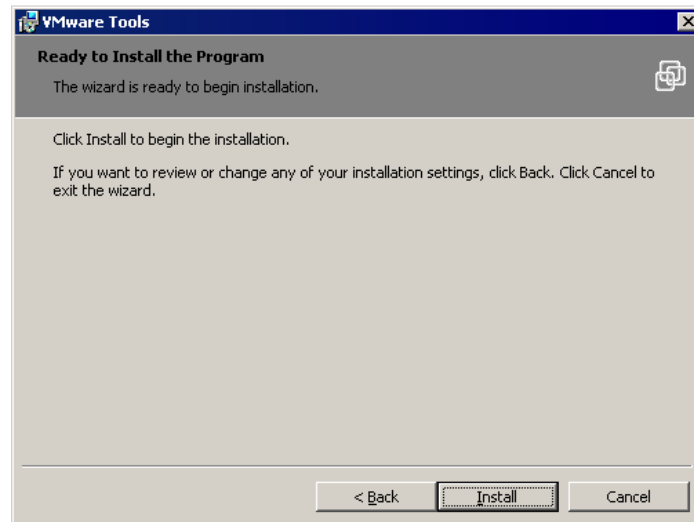 VMware Tools
Ready to Install the Program
The wizard is ready to begin installation.
Click Install to begin the installation.
If you want to review or change any of your installation settings, click Back. Click Cancel to
exit the wizard.
< Back Install Cancel